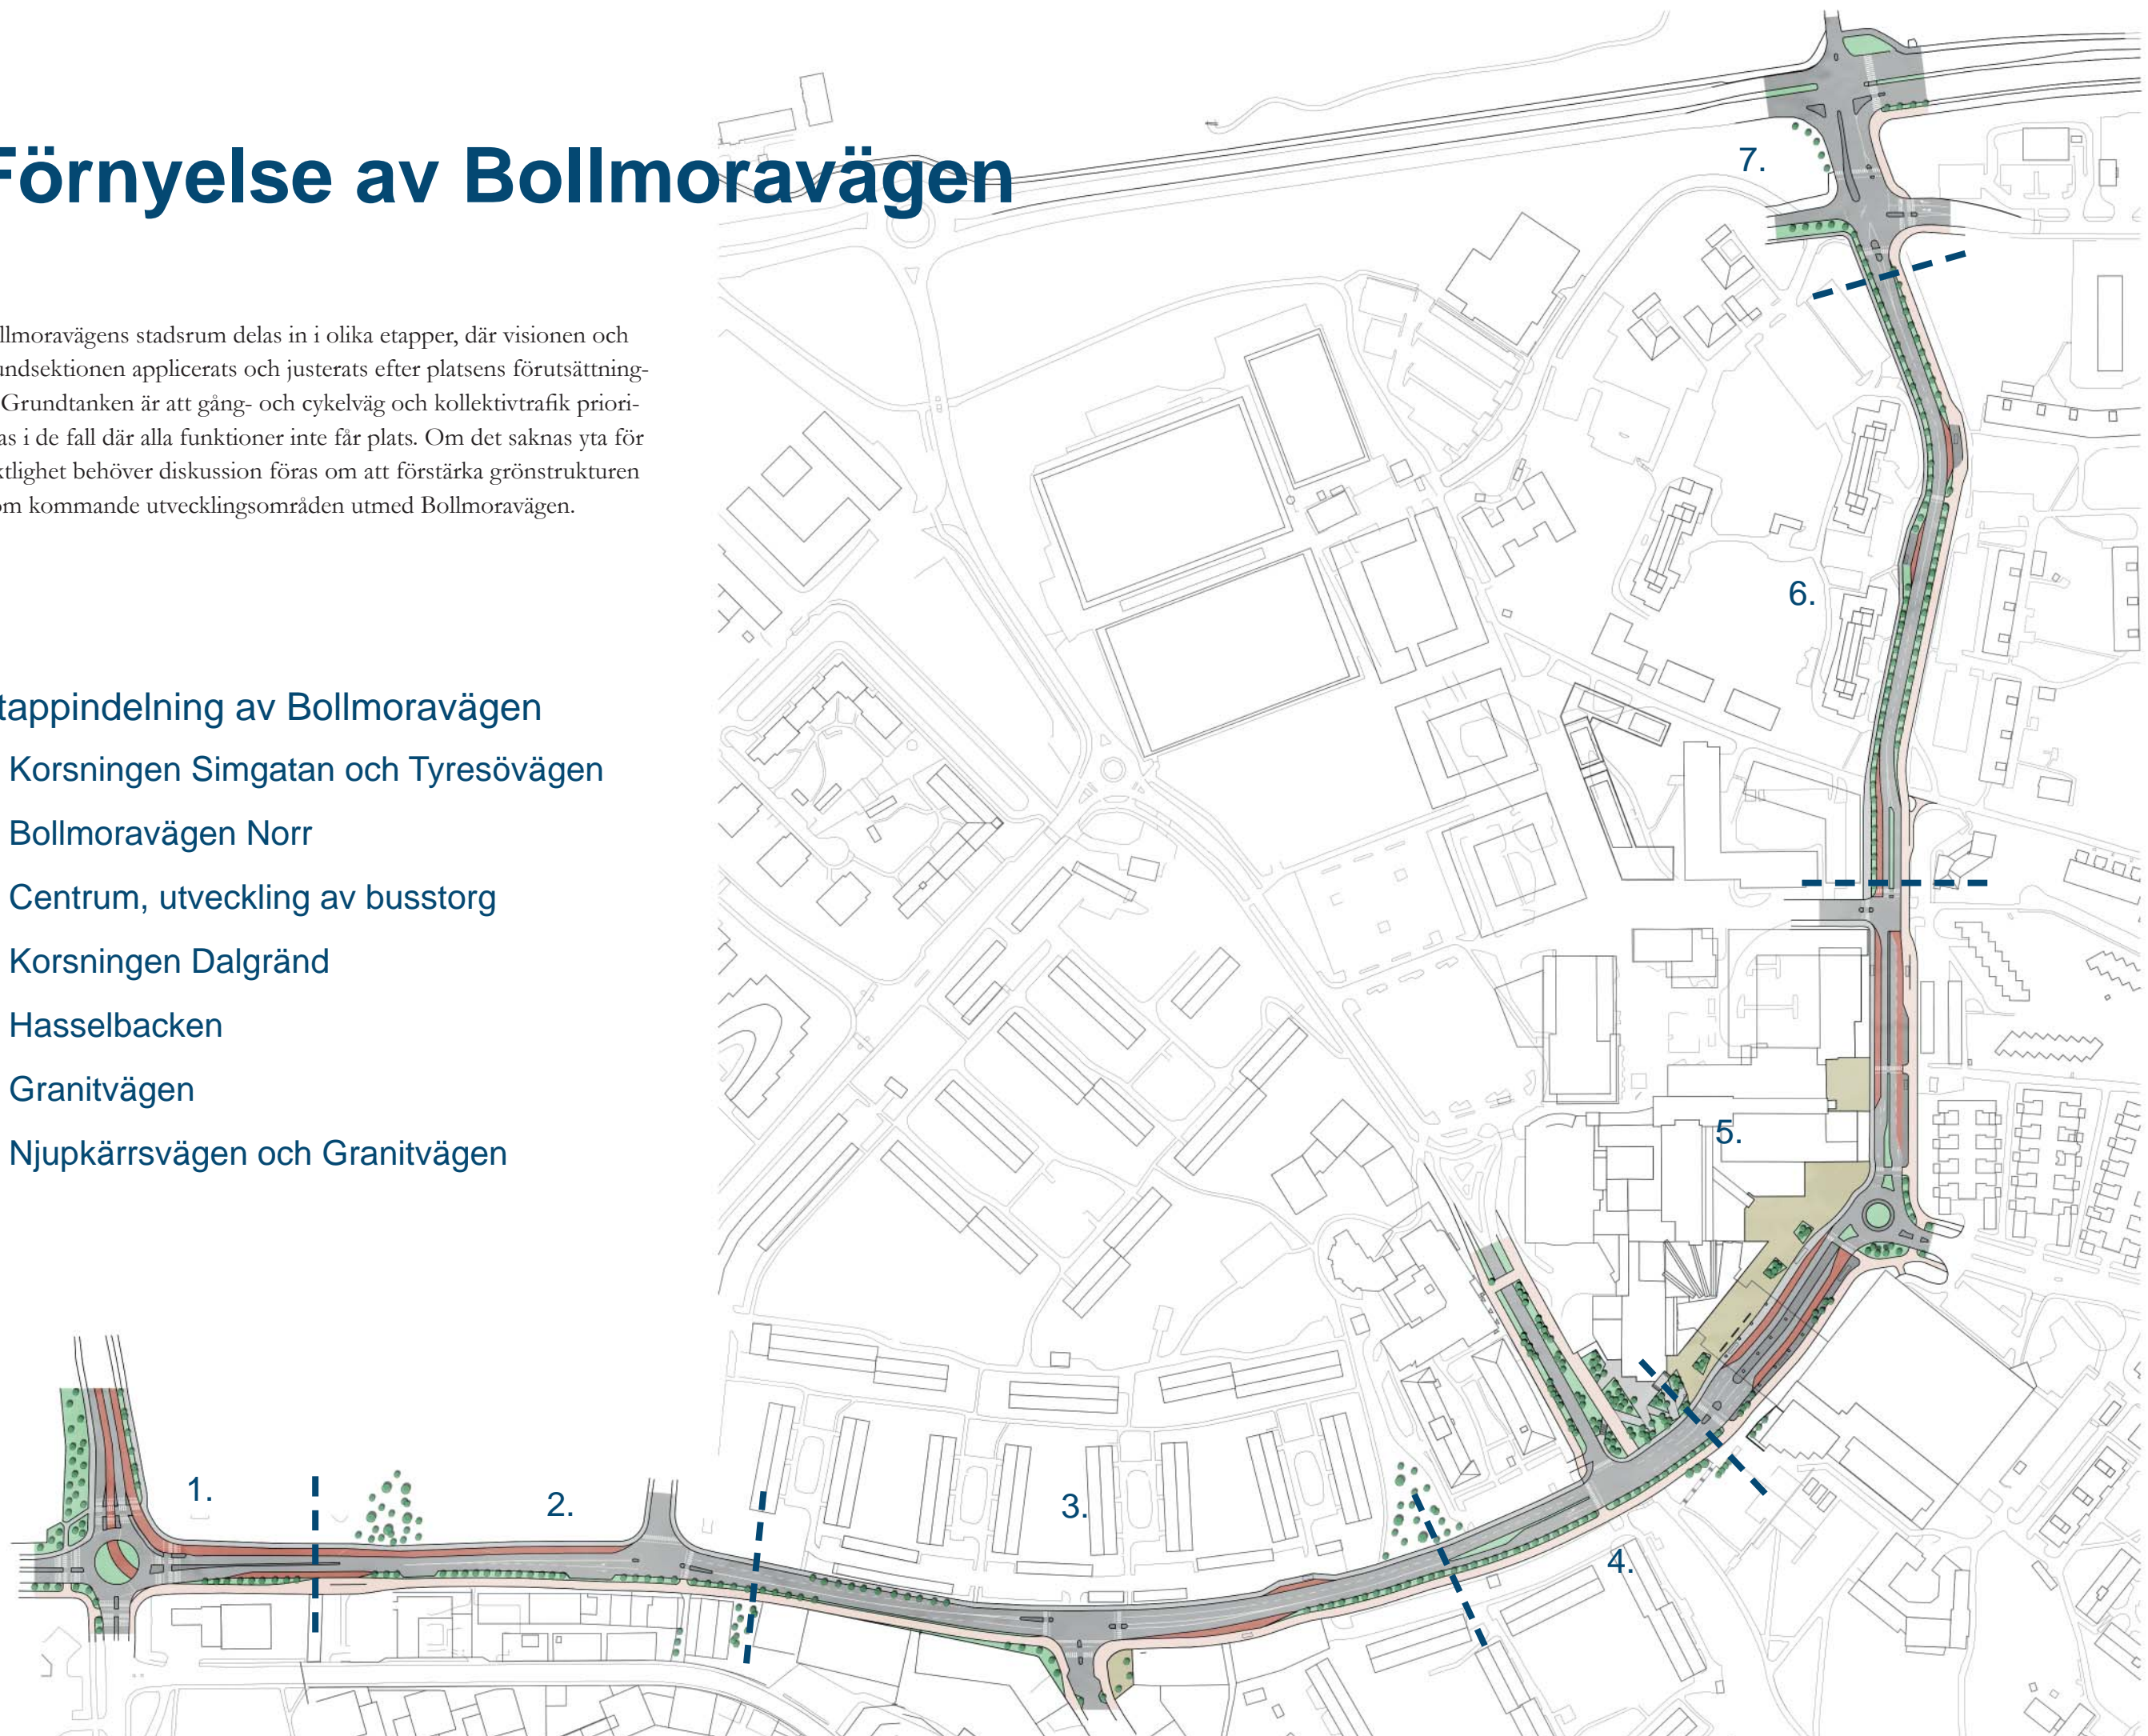 Förnyelse av Bollmoravägen
llmoravägens stadsrum delas in i olika etapper, där visionen och
undsektionen applicerats och justerats efter platsens förutsättning-
Grundtanken är att gång- och cykelväg och kollektivtrafik priori-
as i de fall där alla funktioner inte får plats. Om det saknas yta för
xtlighet behöver diskussion föras om att förstärka grönstrukturen
om kommande utvecklingsområden utmed Bollmoravägen.
tappindelning av Bollmoravägen
Korsningen Simgatan och Tyresövägen
Bollmoravägen Norr
Centrum, utveckling av busstorg
Korsningen Dalgränd
Hasselbacken
Granitvägen
Njupkärrsvägen och Granitvägen
7.
6.
5.
4.
3.
2.
1.